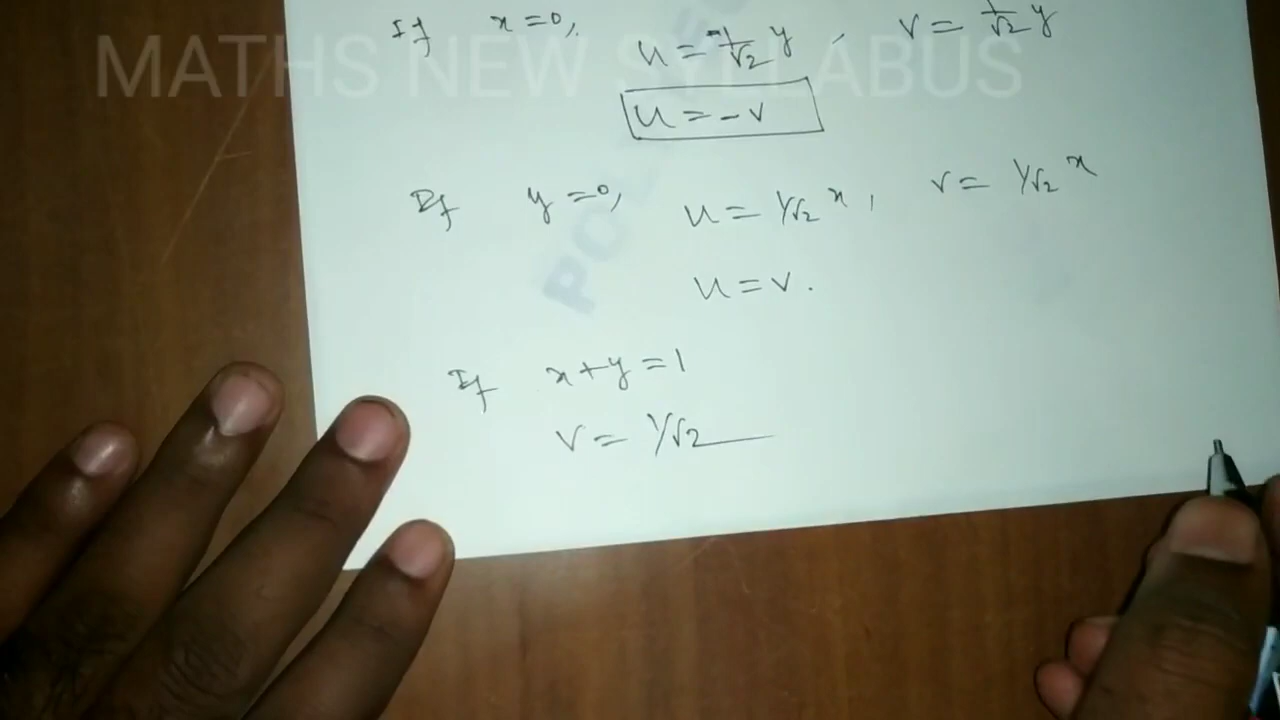 If x = 0, u = -1/√2 y, v = 1/√2 y
MATHS NEW SYLLABUS
u = -v
If y = 0, u = 1/√2 x, v = 1/√2 x
u = v.
If x + y = 1
v = 1/√2